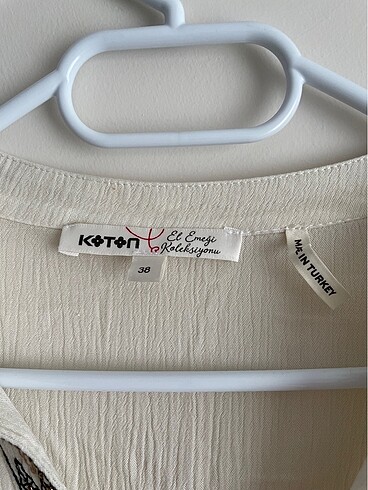 KOTON El Emeği
Koleksiyonu
38
MADE IN TURKEY